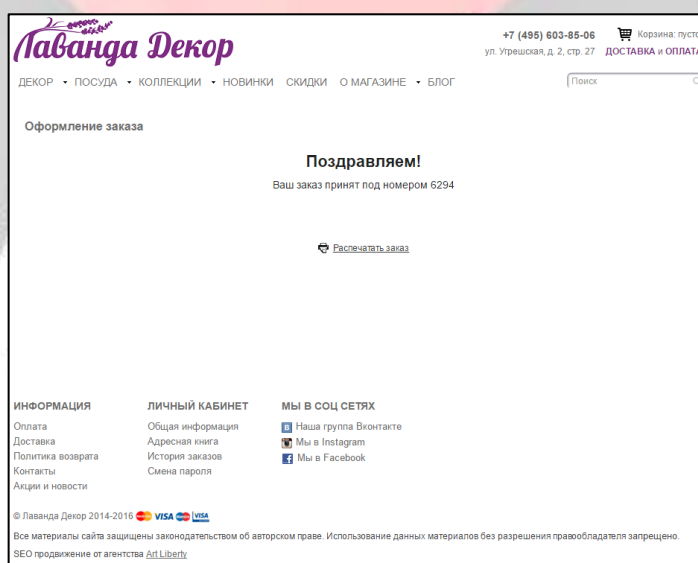 Лаванда Декор
+7 (495) 603-85-06
Корзина: пусто
ул. Угрешская, д. 2, стр. 27
ДОСТАВКА и ОПЛАТА
ДЕКОР ПОСУДА КОЛЛЕКЦИИ НОВИНКИ СКИДКИ О МАГАЗИНЕ БЛОГ
Поиск
Оформление заказа
Поздравляем!
Ваш заказ принят под номером 6294
Распечатать заказ
ИНФОРМАЦИЯ
Оплата
Доставка
Политика возврата
Контакты
Акции и новости
ЛИЧНЫЙ КАБИНЕТ
Общая информация
Адресная книга
История заказов
Смена пароля
МЫ В СОЦ СЕТЯХ
Наша группа Вконтакте
Мы в Instagram
Мы в Facebook
© Лаванда Декор 2014-2016 VISA VISA
Все материалы сайта защищены законодательством об авторском праве. Использование данных материалов без разрешения правообладателя запрещено.
SEO продвижение от агентства Art Liberty